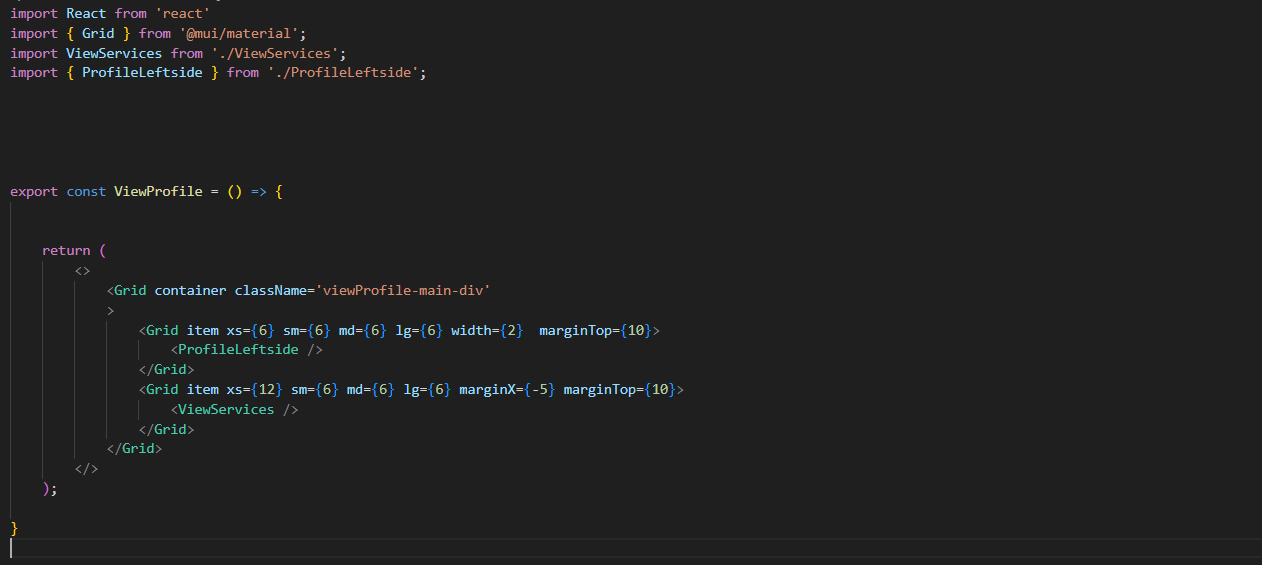 import React from 'react'
import { Grid } from '@mui/material';
import ViewServices from './ViewServices';
import { ProfileLeftside } from './ProfileLeftside';
export const ViewProfile = () => {
return (
<>
<Grid container className='viewProfile-main-div'
>
<Grid item xs={6} sm={6} md={6} lg={6} width={2}  marginTop={10}>
<ProfileLeftside />
</Grid>
<Grid item xs={12} sm={6} md={6} lg={6} marginX={-5} marginTop={10}>
<ViewServices />
</Grid>
</Grid>
</>
);
}